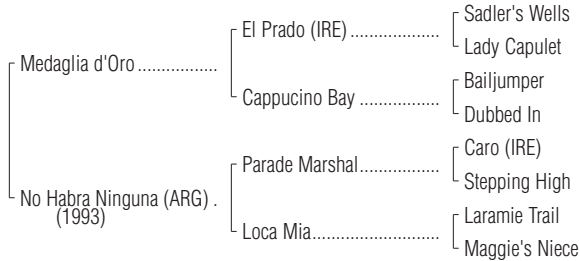 Sadler's Wells
El Prado (IRE) ...................
Lady Capulet
Medaglia d'Oro .................
Bailjumper
Cappucino Bay .................
Dubbed In
Caro (IRE)
Parade Marshal.................
Stepping High
No Habra Ninguna (ARG) .
(1993)
Laramie Trail
Loca Mia...........................
Maggie's Niece